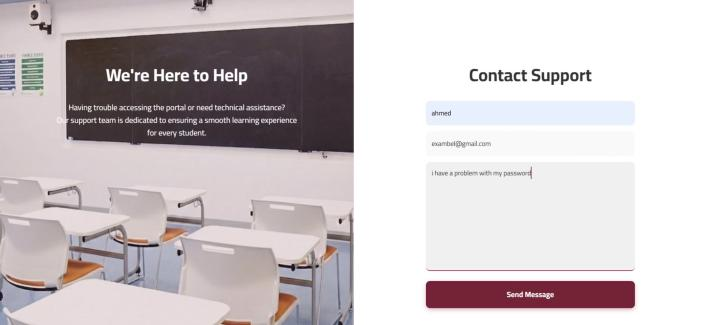 We're Here to Help
Having trouble accessing the portal or need technical assistance?
Our support team is dedicated to ensuring a smooth learning experience
for every student.
Contact Support
ahmed
exambel@gmail.com
i have a problem with my password
Send Message